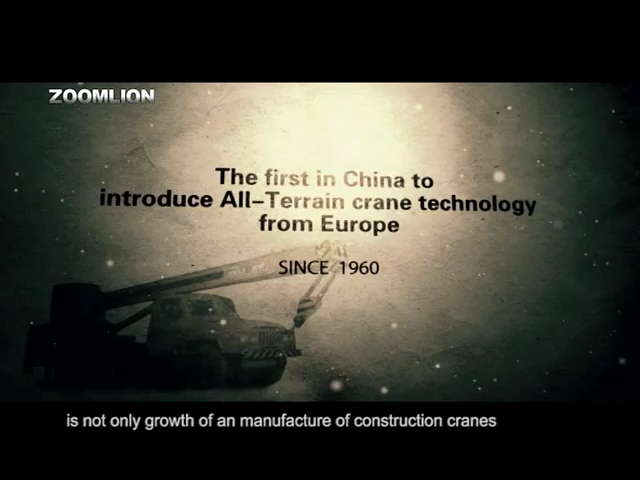 ZOOMLION
The first in China to
introduce All-Terrain crane technology
from Europe
SINCE 1960
is not only growth of an manufacture of construction cranes